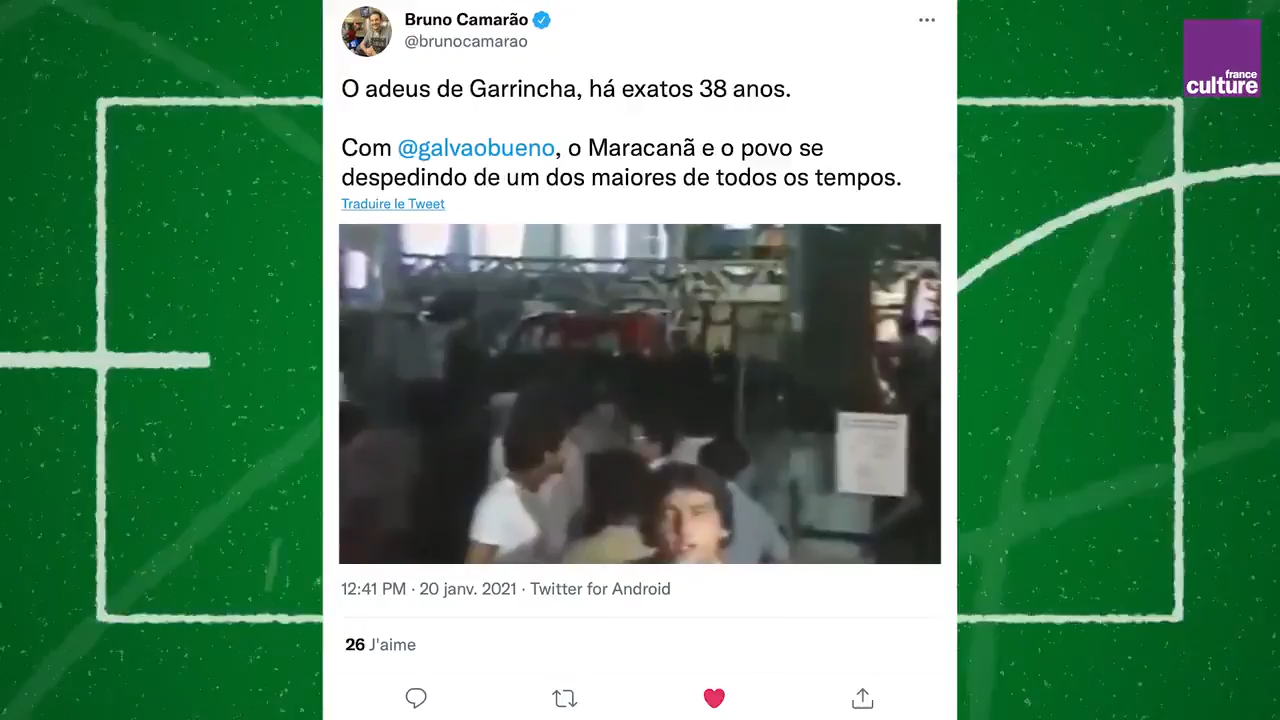 Bruno Camarão
@brunocamarao
france
culture
O adeus de Garrincha, há exatos 38 anos.
Com @galvaobueno, o Maracanã e o povo se
despedindo de um dos maiores de todos os tempos.
Traduire le Tweet
12:41 PM · 20 janv. 2021 · Twitter for Android
26 J'aime